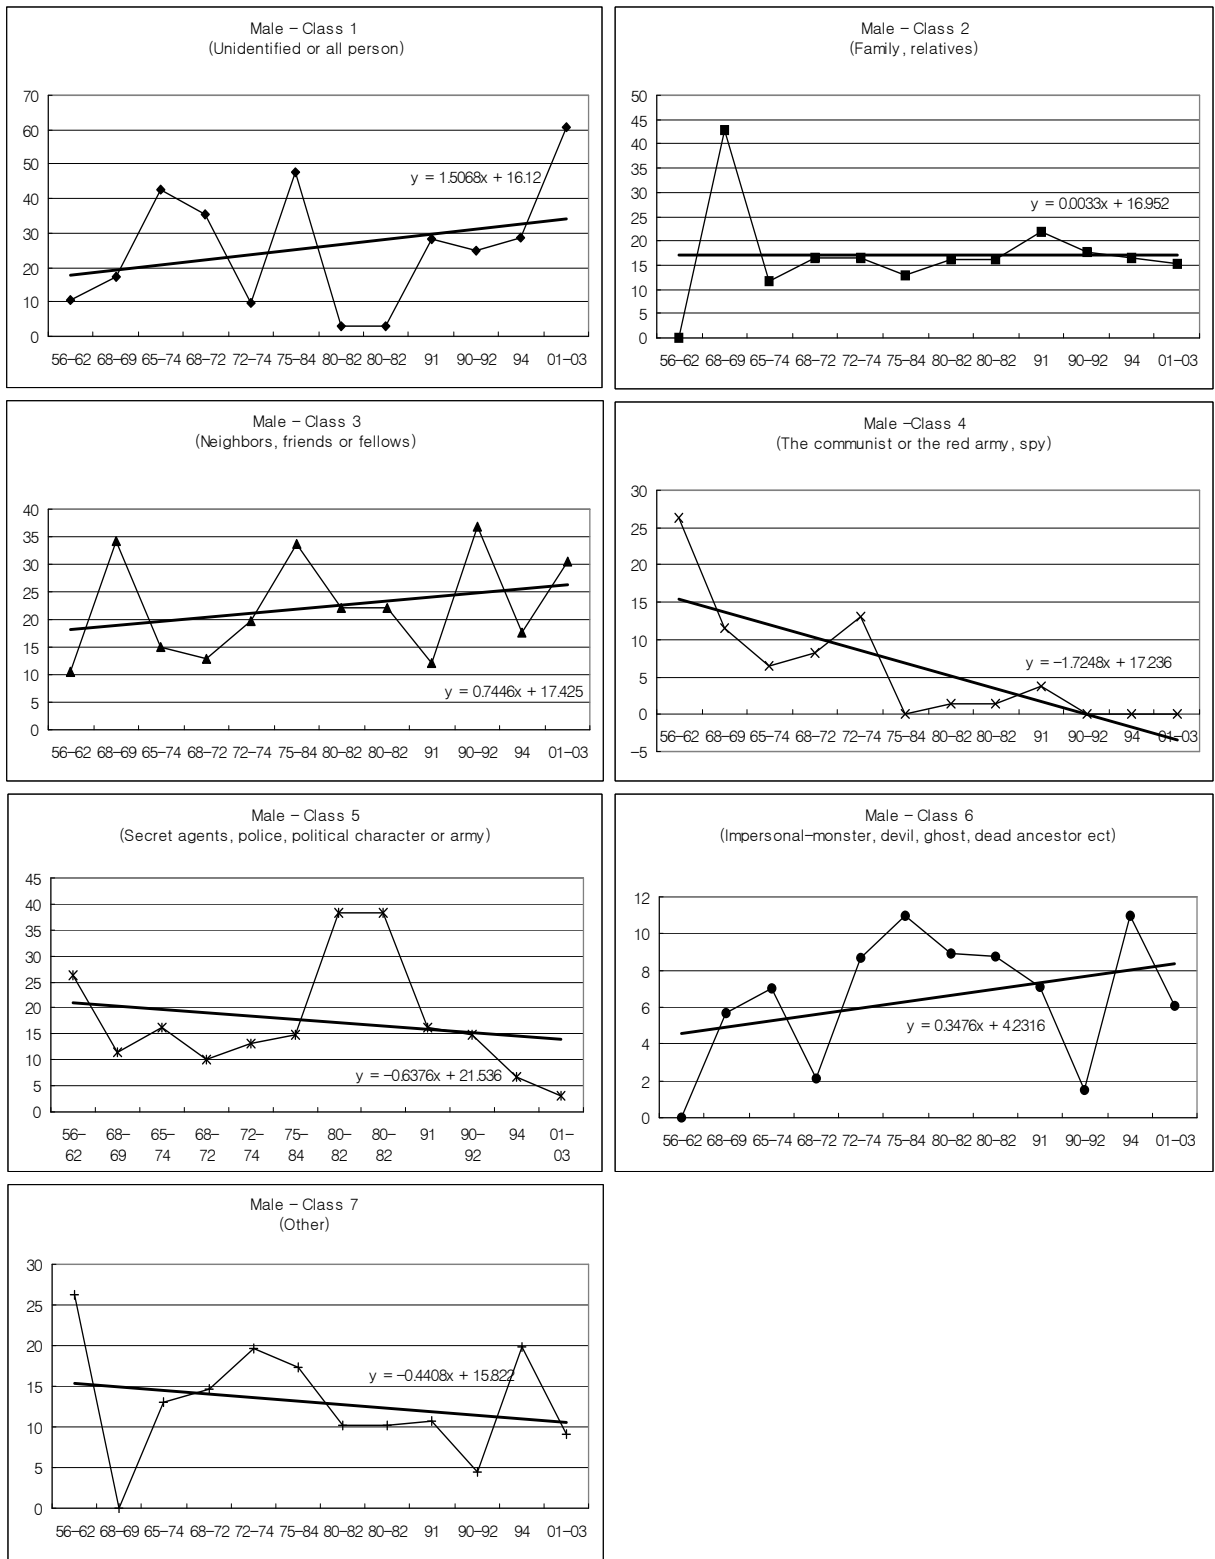 Male – Class 1
(Unidentified or all person)
70
60
50
40
30
20
10
0
y = 1.5068x + 16.12
56–62 68–69 65–74 68–72 72–74 75–84 80–82 80–82 91 90–92 94 01–03
Male – Class 2
(Family, relatives)
50
45
40
35
30
25
20
15
10
5
0
y = 0.0033x + 16.952
56–62 68–69 65–74 68–72 72–74 75–84 80–82 80–82 91 90–92 94 01–03
Male – Class 3
(Neighbors, friends or fellows)
40
35
30
25
20
15
10
5
0
y = 0.7446x + 17.425
56–62 68–69 65–74 68–72 72–74 75–84 80–82 80–82 91 90–92 94 01–03
Male –Class 4
(The communist or the red army, spy)
30
25
20
15
10
5
0
–5
y = –1.7248x + 17.236
56–62 68–69 65–74 68–72 72–74 75–84 80–82 80–82 91 90–92 94 01–03
Male – Class 5
(Secret agents, police, political character or army)
45
40
35
30
25
20
15
10
5
0
y = –0.6376x + 21.536
56– 68– 65– 68– 72– 75– 80– 80– 91 90– 94 01–
62 69 74 72 74 84 82 82 92 03
Male – Class 6
(Impersonal–monster, devil, ghost, dead ancestor ect)
12
10
8
6
4
2
0
y = 0.3476x + 4.2316
56–62 68–69 65–74 68–72 72–74 75–84 80–82 80–82 91 90–92 94 01–03
Male – Class 7
(Other)
30
25
20
15
10
5
0
y = –0.4408x + 15.822
56–62 68–69 65–74 68–72 72–74 75–84 80–82 80–82 91 90–92 94 01–03